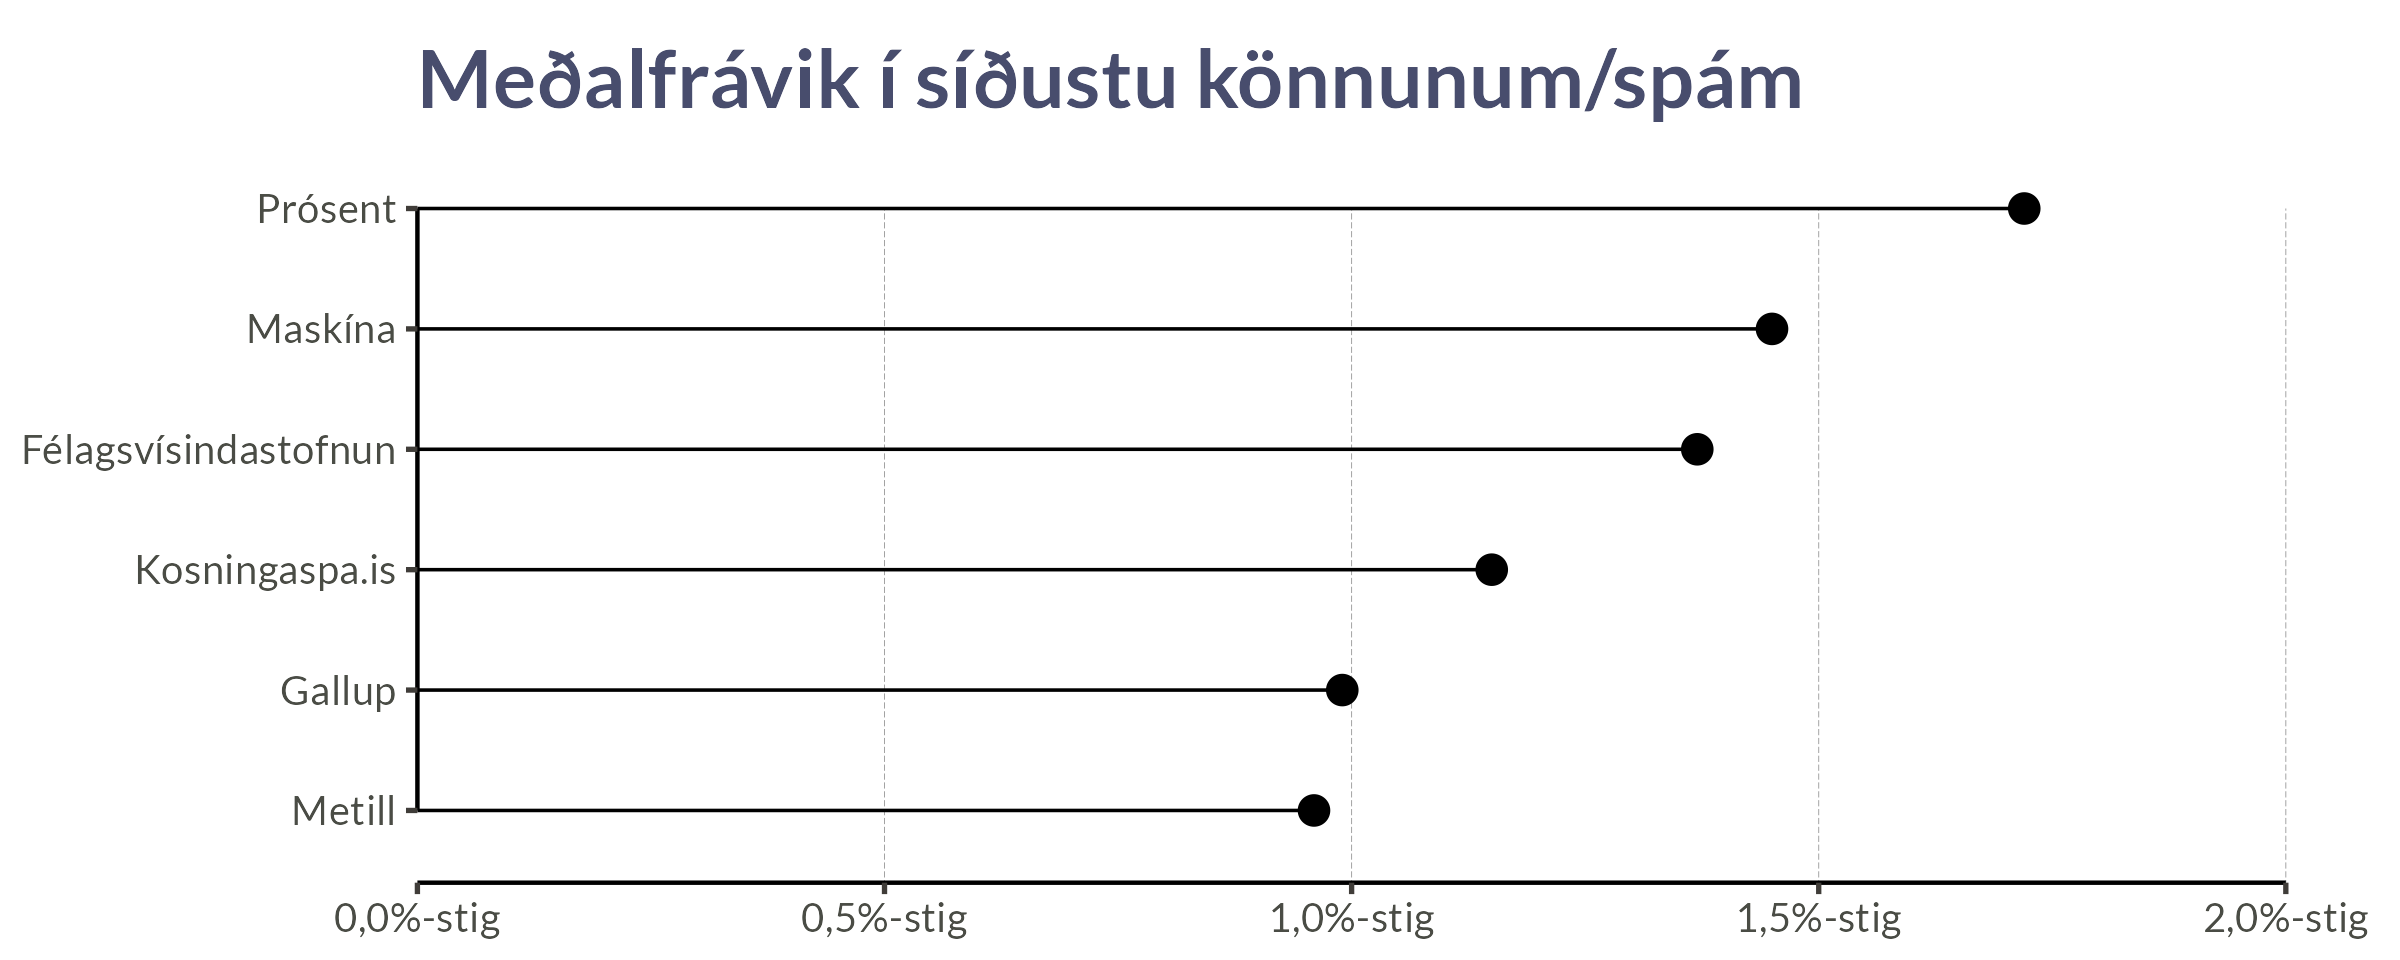 Meðalfrávik í síðustu könnunum/spám
Prósent
Maskína
Félagsvísindastofnun
Kosningaspa.is
Gallup
Metill
0,0%-stig 0,5%-stig 1,0%-stig 1,5%-stig 2,0%-stig